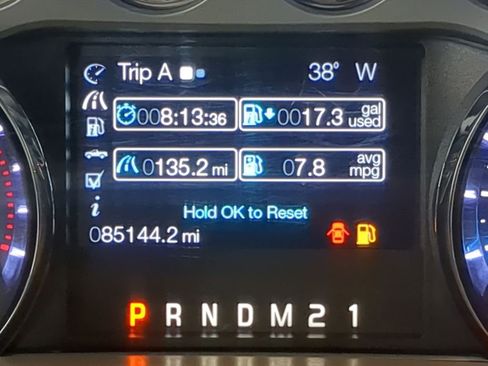 Trip A 38° W
008:13:36 0017.3 gal used
0135.2 mi 07.8 avg mpg
i Hold OK to Reset
085144.2 mi
P R N D M 2 1